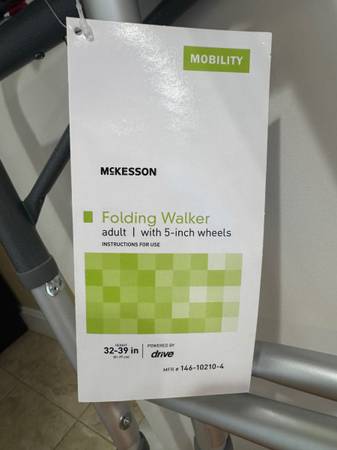 MOBILITY
MCKESSON
Folding Walker
adult | with 5-inch wheels
INSTRUCTIONS FOR USE
HEIGHT
32-39 in
POWERED BY
drive
MFR # 146-10210-4